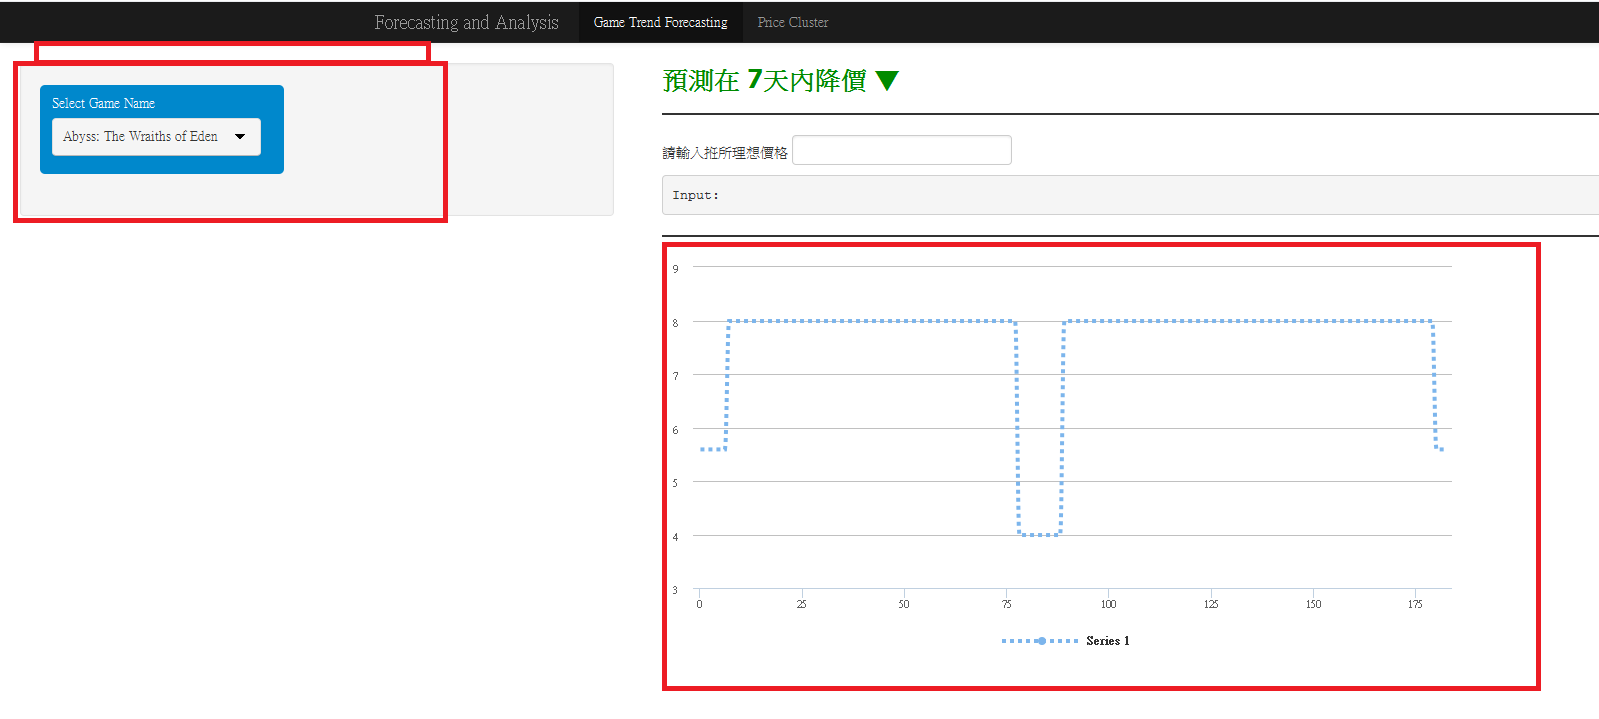 Forecasting and Analysis Game Trend Forecasting Price Cluster
Select Game Name
Abyss: The Wraiths of Eden
預測在 7天內降價 ▼
請輸入拰所理想價格
Input:
9
8
7
6
5
4
3
0 25 50 75 100 125 150 175
Series 1